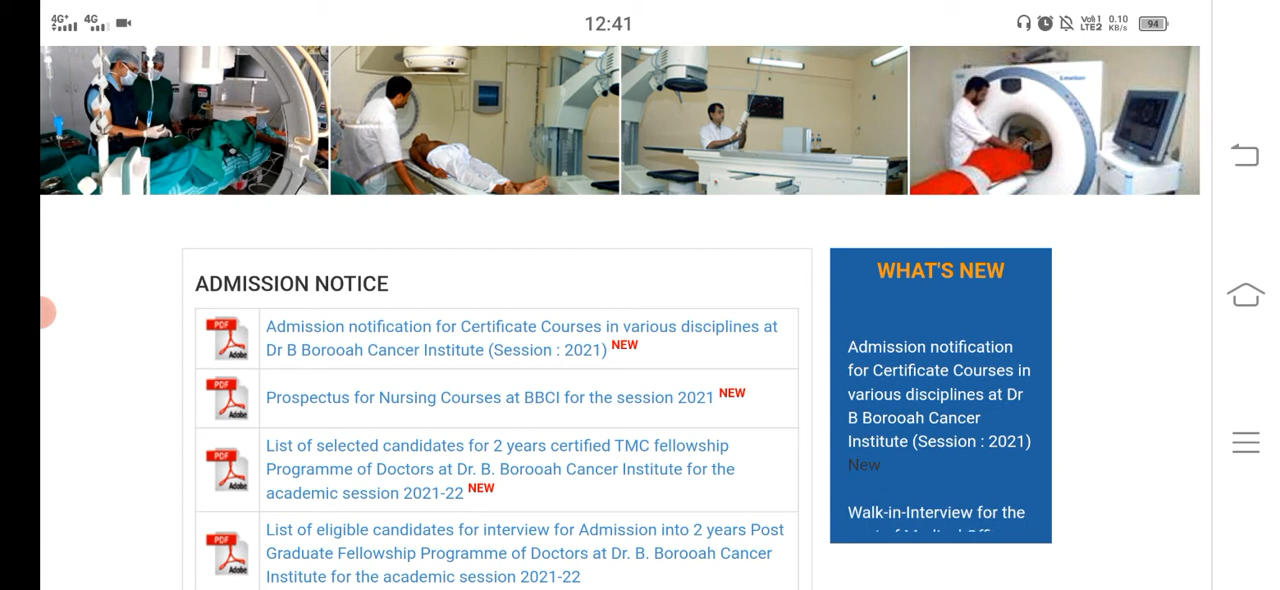 4G+ 4G 12:41 Vo)) 1 LTE2 0.10 KB/s 94
ADMISSION NOTICE
PDF Adobe
Admission notification for Certificate Courses in various disciplines at
Dr B Borooah Cancer Institute (Session : 2021) NEW
PDF Adobe
Prospectus for Nursing Courses at BBCI for the session 2021 NEW
PDF Adobe
List of selected candidates for 2 years certified TMC fellowship
Programme of Doctors at Dr. B. Borooah Cancer Institute for the
academic session 2021-22 NEW
PDF Adobe
List of eligible candidates for interview for Admission into 2 years Post
Graduate Fellowship Programme of Doctors at Dr. B. Borooah Cancer
Institute for the academic session 2021-22
WHAT'S NEW
Admission notification
for Certificate Courses in
various disciplines at Dr
B Borooah Cancer
Institute (Session : 2021)
New
Walk-in-Interview for the